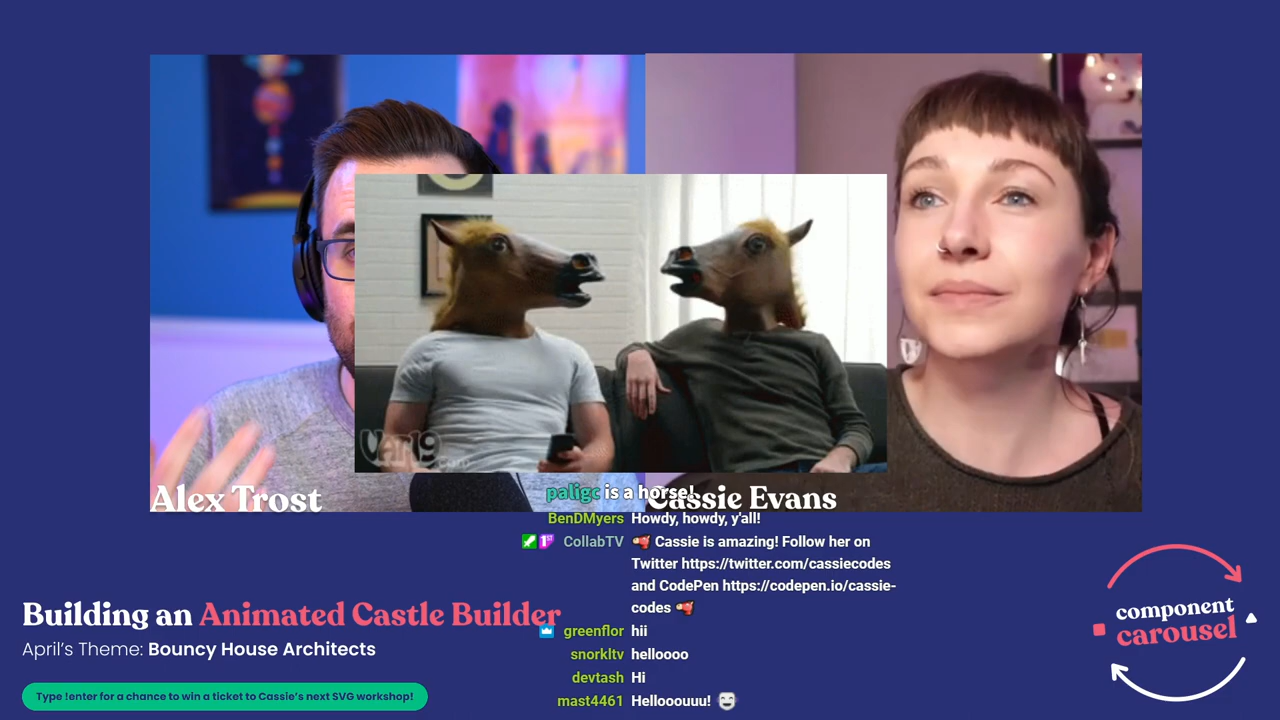 VAT19.com
Alex Trost
paligc is a horse!
Cassie Evans
BenDMyers Howdy, howdy, y'all!
CollabTV Cassie is amazing! Follow her on
Twitter https://twitter.com/cassiecodes
and CodePen https://codepen.io/cassie-
codes
greenflor hii
snorkltv helloooo
devtash Hi
mast4461 Hellooouuu!
Building an Animated Castle Builder
April's Theme: Bouncy House Architects
Type !enter for a chance to win a ticket to Cassie's next SVG workshop!
component
carousel